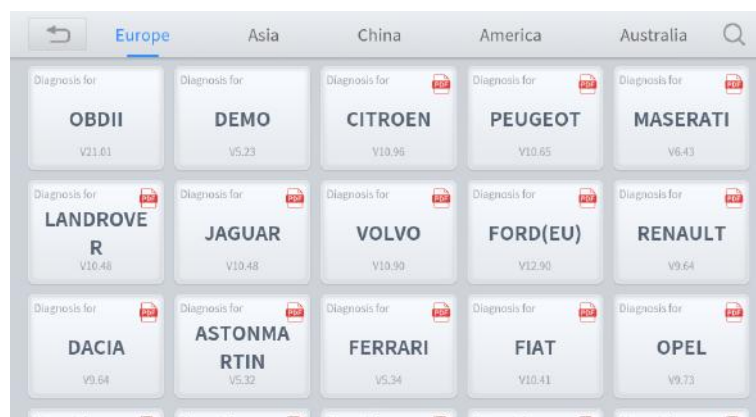 Europe Asia China America Australia
Diagnosis for Diagnosis for Diagnosis for PDF Diagnosis for PDF Diagnosis for PDF
OBDII DEMO CITROEN PEUGEOT MASERATI
V21.01 V5.23 V10.96 V10.65 V6.43
Diagnosis for PDF Diagnosis for PDF Diagnosis for PDF Diagnosis for PDF Diagnosis for PDF
LANDROVE
R JAGUAR VOLVO FORD(EU) RENAULT
V10.48 V10.48 V10.90 V12.90 V9.64
Diagnosis for PDF Diagnosis for PDF Diagnosis for PDF Diagnosis for PDF Diagnosis for PDF
DACIA ASTONMA
RTIN FERRARI FIAT OPEL
V9.64 V5.32 V5.34 V10.41 V9.73